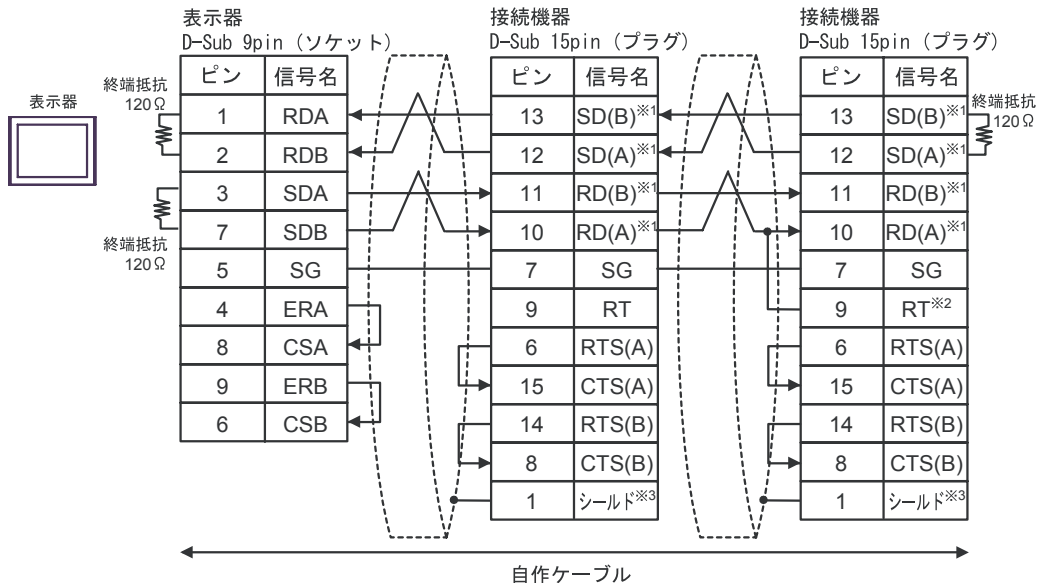 表示器
終端抵抗
120Ω
終端抵抗
120Ω
表示器
D-Sub 9pin（ソケット）
ピン 信号名
1 RDA
2 RDB
3 SDA
7 SDB
5 SG
4 ERA
8 CSA
9 ERB
6 CSB
接続機器
D-Sub 15pin（プラグ）
ピン 信号名
13 SD(B)※1
12 SD(A)※1
11 RD(B)※1
10 RD(A)※1
7 SG
9 RT
6 RTS(A)
15 CTS(A)
14 RTS(B)
8 CTS(B)
1 シールド※3
接続機器
D-Sub 15pin（プラグ）
ピン 信号名
13 SD(B)※1
12 SD(A)※1
11 RD(B)※1
10 RD(A)※1
7 SG
9 RT※2
6 RTS(A)
15 CTS(A)
14 RTS(B)
8 CTS(B)
1 シールド※3
終端抵抗
120Ω
自作ケーブル